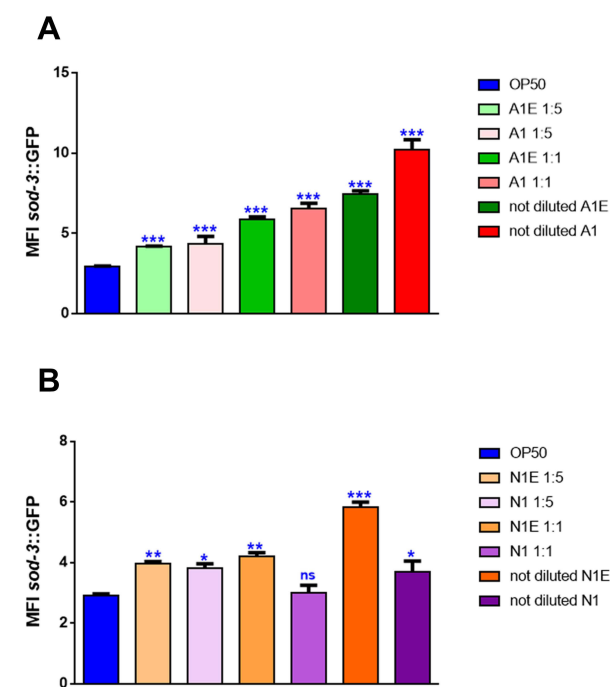 A
15
10
5
0
MFI sod-3::GFP
***
***
***
***
***
***
OP50
A1E 1:5
A1 1:5
A1E 1:1
A1 1:1
not diluted A1E
not diluted A1
B
8
6
4
2
0
MFI sod-3::GFP
**
*
**
ns
***
*
OP50
N1E 1:5
N1 1:5
N1E 1:1
N1 1:1
not diluted N1E
not diluted N1